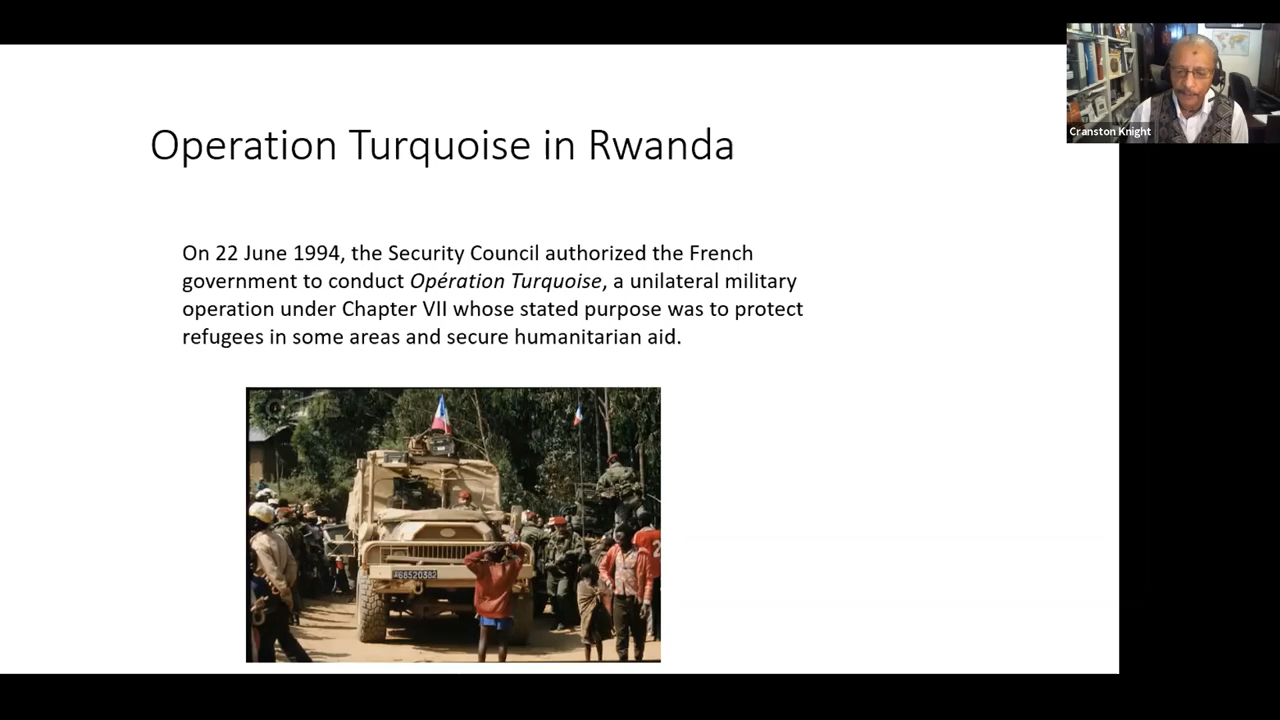 Operation Turquoise in Rwanda
On 22 June 1994, the Security Council authorized the French
government to conduct Opération Turquoise, a unilateral military
operation under Chapter VII whose stated purpose was to protect
refugees in some areas and secure humanitarian aid.
Cranston Knight
68520382
2